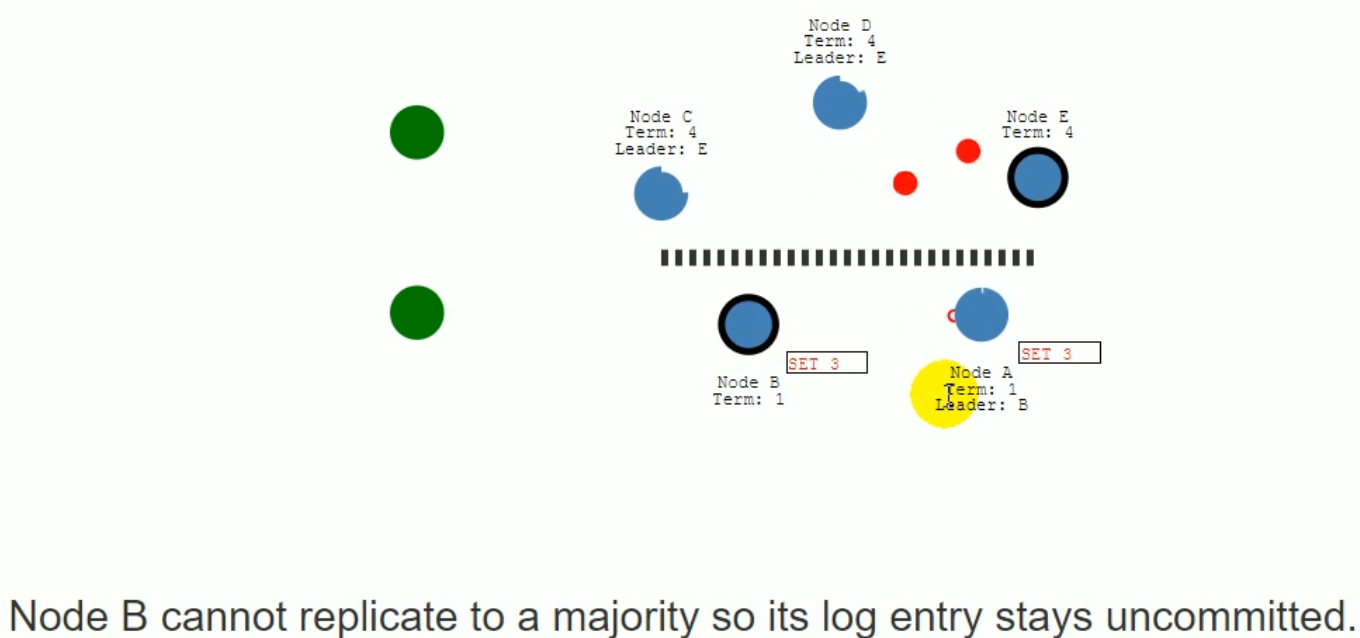 Node D
Term: 4
Leader: E
Node C
Term: 4
Leader: E
Node E
Term: 4
SET 3
Node B
Term: 1
SET 3
Node A
Term: 1
Leader: B
Node B cannot replicate to a majority so its log entry stays uncommitted.